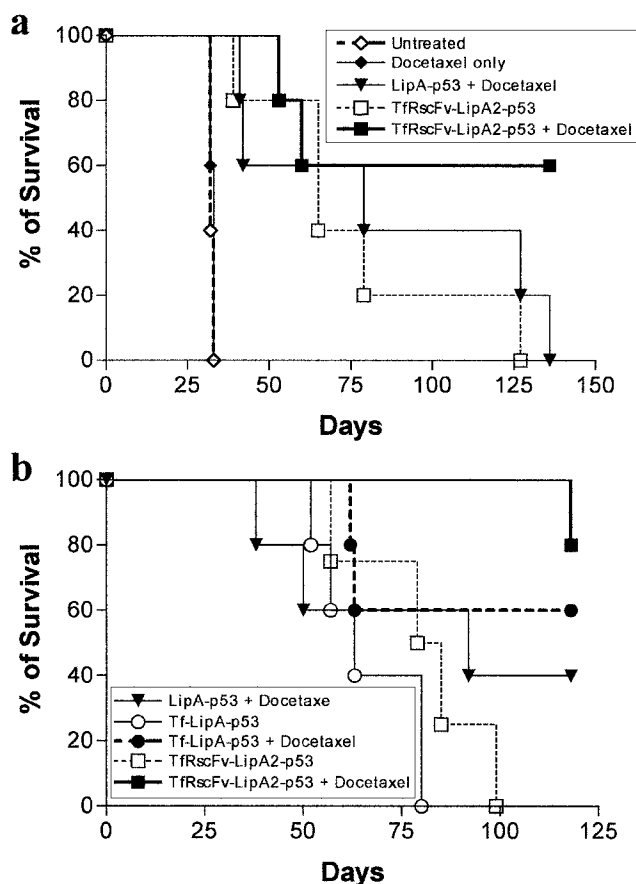 a
100
80
60
40
20
0
% of Survival
Untreated
Docetaxel only
LipA-p53 + Docetaxel
TfRscFv-LipA2-p53
TfRscFv-LipA2-p53 + Docetaxel
0 25 50 75 100 125 150
Days
b
100
80
60
40
20
0
% of Survival
LipA-p53 + Docetaxe
Tf-LipA-p53
Tf-LipA-p53 + Docetaxel
TfRscFv-LipA2-p53
TfRscFv-LipA2-p53 + Docetaxel
0 25 50 75 100 125
Days